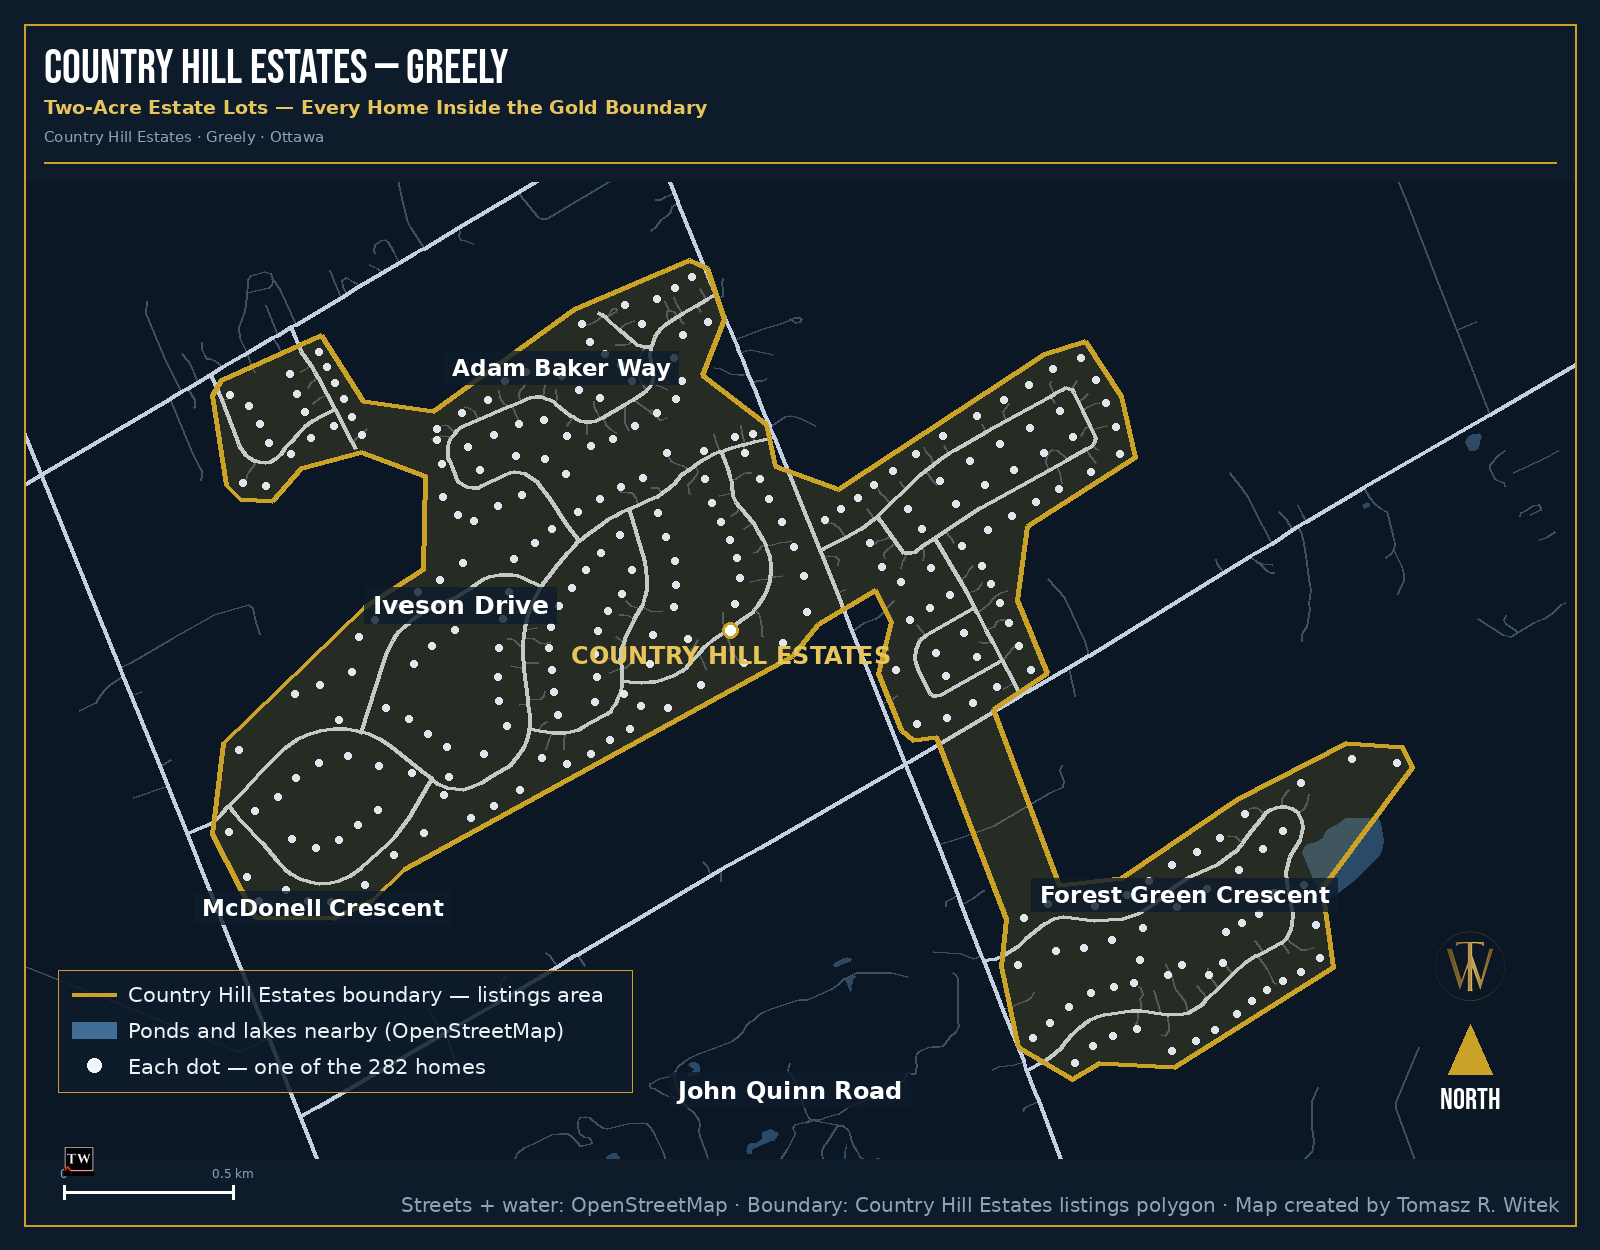 COUNTRY HILL ESTATES — GREELY
Two-Acre Estate Lots — Every Home Inside the Gold Boundary
Country Hill Estates · Greely · Ottawa
Adam Baker Way
Iveson Drive
COUNTRY HILL ESTATES
McDonell Crescent
Forest Green Crescent
Country Hill Estates boundary — listings area
Ponds and lakes nearby (OpenStreetMap)
Each dot — one of the 282 homes
John Quinn Road
TW
NORTH
TW
0 0.5 km
Streets + water: OpenStreetMap · Boundary: Country Hill Estates listings polygon · Map created by Tomasz R. Witek